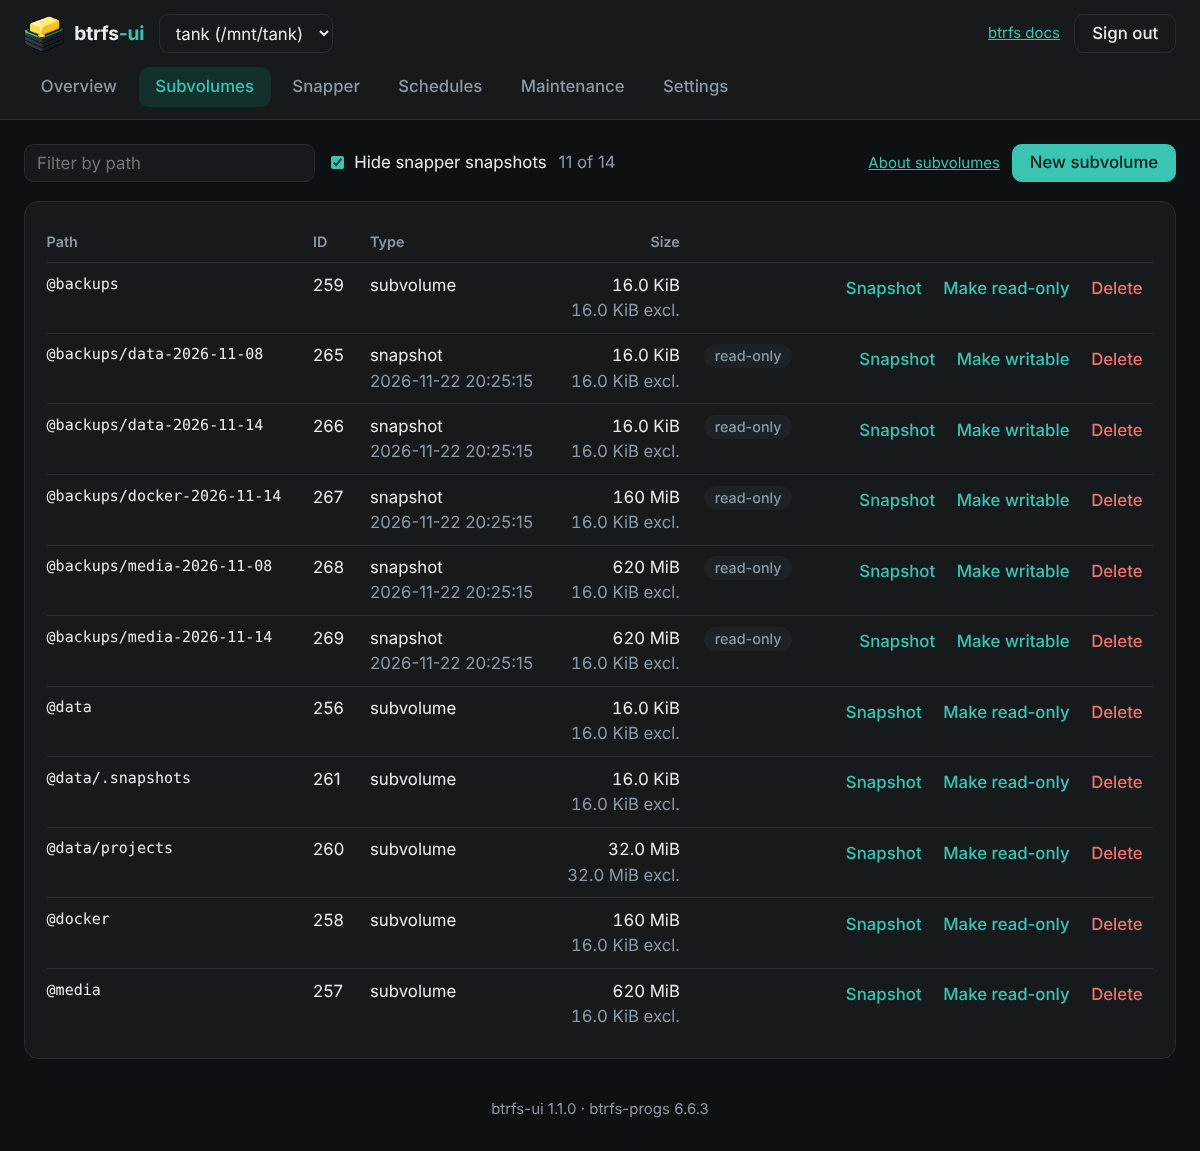 btrfs-ui tank (/mnt/tank) btrfs docs Sign out
Overview Subvolumes Snapper Schedules Maintenance Settings
Filter by path Hide snapper snapshots 11 of 14 About subvolumes New subvolume
Path ID Type Size
@backups 259 subvolume 16.0 KiB Snapshot Make read-only Delete
16.0 KiB excl.
@backups/data-2026-11-08 265 snapshot 16.0 KiB read-only Snapshot Make writable Delete
2026-11-22 20:25:15 16.0 KiB excl.
@backups/data-2026-11-14 266 snapshot 16.0 KiB read-only Snapshot Make writable Delete
2026-11-22 20:25:15 16.0 KiB excl.
@backups/docker-2026-11-14 267 snapshot 160 MiB read-only Snapshot Make writable Delete
2026-11-22 20:25:15 16.0 KiB excl.
@backups/media-2026-11-08 268 snapshot 620 MiB read-only Snapshot Make writable Delete
2026-11-22 20:25:15 16.0 KiB excl.
@backups/media-2026-11-14 269 snapshot 620 MiB read-only Snapshot Make writable Delete
2026-11-22 20:25:15 16.0 KiB excl.
@data 256 subvolume 16.0 KiB Snapshot Make read-only Delete
16.0 KiB excl.
@data/.snapshots 261 subvolume 16.0 KiB Snapshot Make read-only Delete
16.0 KiB excl.
@data/projects 260 subvolume 32.0 MiB Snapshot Make read-only Delete
32.0 MiB excl.
@docker 258 subvolume 160 MiB Snapshot Make read-only Delete
16.0 KiB excl.
@media 257 subvolume 620 MiB Snapshot Make read-only Delete
16.0 KiB excl.
btrfs-ui 1.1.0 · btrfs-progs 6.6.3